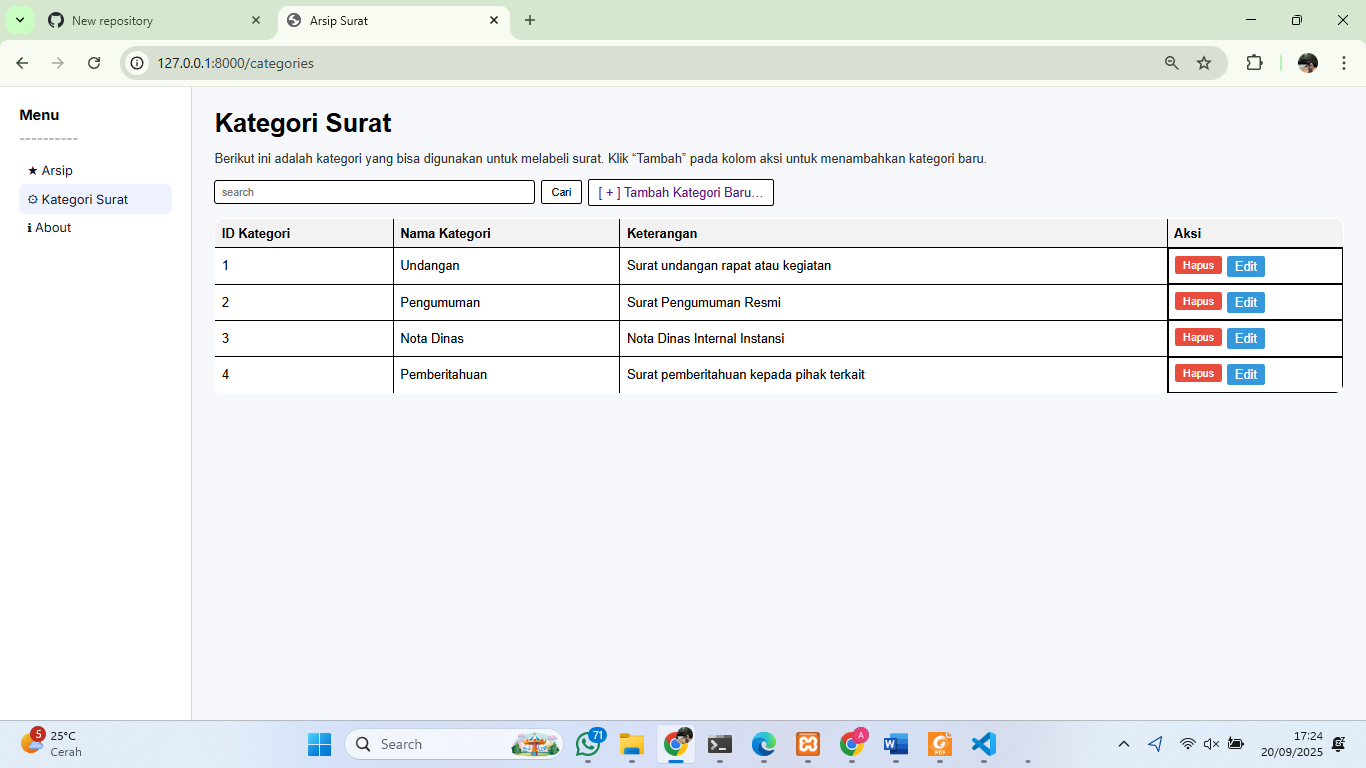 New repository
Arsip Surat
127.0.0.1:8000/categories
Menu
----------
★ Arsip
⚙ Kategori Surat
ℹ About
Kategori Surat
Berikut ini adalah kategori yang bisa digunakan untuk melabeli surat. Klik “Tambah” pada kolom aksi untuk menambahkan kategori baru.
search
Cari
[ + ] Tambah Kategori Baru…
ID Kategori Nama Kategori Keterangan Aksi
1 Undangan Surat undangan rapat atau kegiatan Hapus Edit
2 Pengumuman Surat Pengumuman Resmi Hapus Edit
3 Nota Dinas Nota Dinas Internal Instansi Hapus Edit
4 Pemberitahuan Surat pemberitahuan kepada pihak terkait Hapus Edit
5
25°C
Cerah
Search
71
A
PDF
17:24
20/09/2025